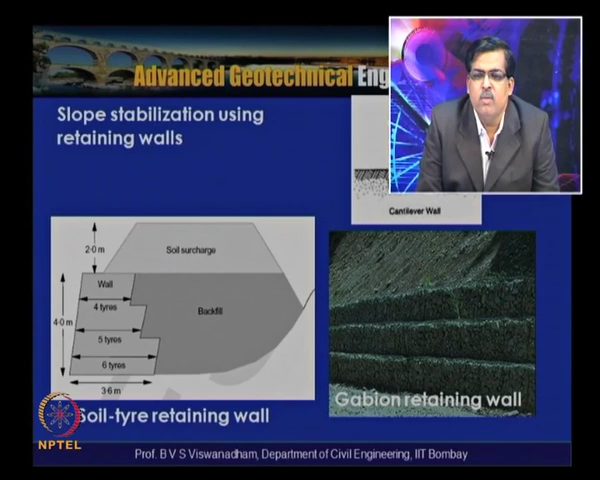 Advanced Geotechnical Eng
Slope stabilization using
retaining walls
Cantilever Wall
2·0 m
Soil surcharge
Wall
4 tyres
Backfill
4·0 m
5 tyres
6 tyres
3·6 m
Soil-tyre retaining wall
Gabion retaining wall
NPTEL
Prof. B V S Viswanadham, Department of Civil Engineering, IIT Bombay